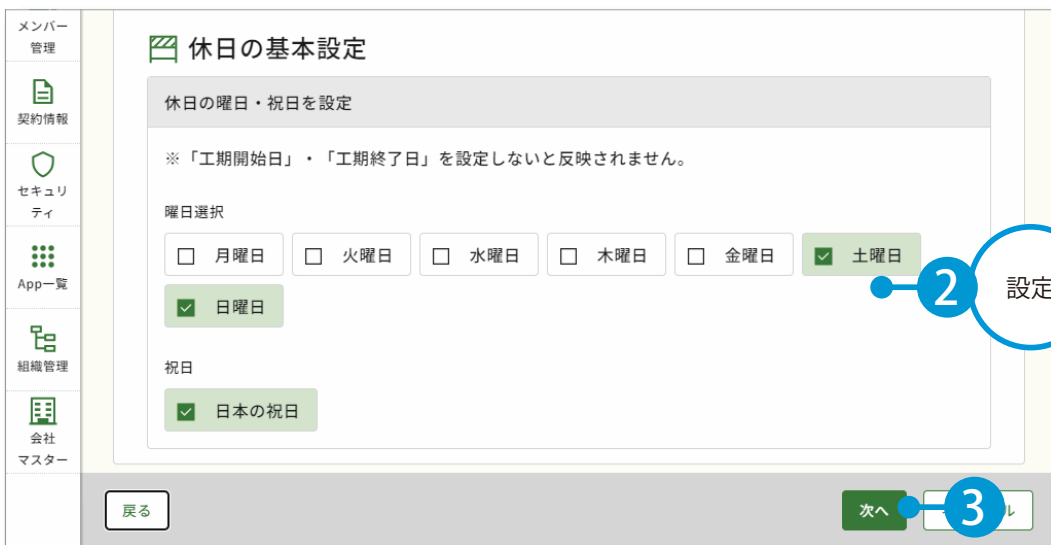 メンバー
管理
契約情報
セキュリ
ティ
App一覧
組織管理
会社
マスター
休日の基本設定
休日の曜日・祝日を設定
※「工期開始日」・「工期終了日」を設定しないと反映されません。
曜日選択
月曜日 火曜日 水曜日 木曜日 金曜日 土曜日
日曜日
2 設定
祝日
日本の祝日
戻る 次へ 3 ル